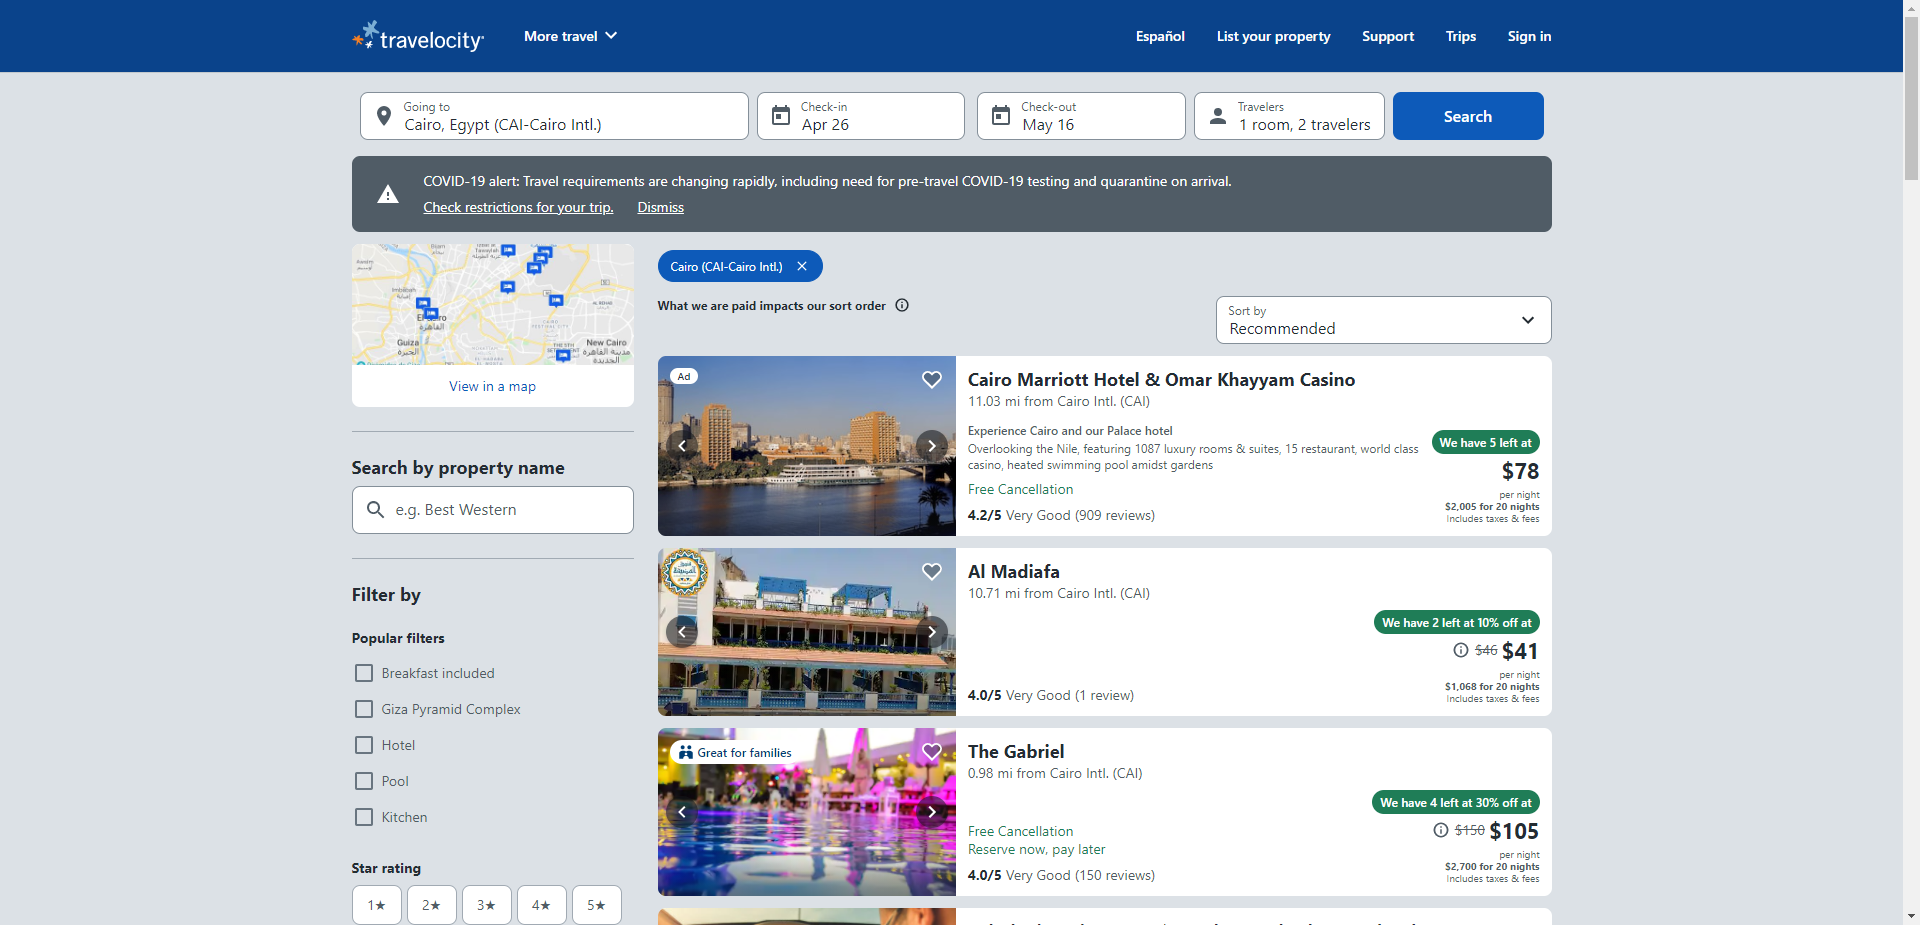 travelocity
More travel
Español
List your property
Support
Trips
Sign in
Going to
Cairo, Egypt (CAI-Cairo Intl.)
Check-in
Apr 26
Check-out
May 16
Travelers
1 room, 2 travelers
Search
COVID-19 alert: Travel requirements are changing rapidly, including need for pre-travel COVID-19 testing and quarantine on arrival.
Check restrictions for your trip.
Dismiss
Guiza
الجيزة
New Cairo
View in a map
Search by property name
e.g. Best Western
Filter by
Popular filters
Breakfast included
Giza Pyramid Complex
Hotel
Pool
Kitchen
Star rating
1★
2★
3★
4★
5★
Cairo (CAI-Cairo Intl.)
What we are paid impacts our sort order
Sort by
Recommended
Ad
Cairo Marriott Hotel & Omar Khayyam Casino
11.03 mi from Cairo Intl. (CAI)
Experience Cairo and our Palace hotel
Overlooking the Nile, featuring 1087 luxury rooms & suites, 15 restaurant, world class
casino, heated swimming pool amidst gardens
Free Cancellation
4.2/5 Very Good (909 reviews)
We have 5 left at
$78
per night
$2,005 for 20 nights
Includes taxes & fees
Al Madiafa
10.71 mi from Cairo Intl. (CAI)
We have 2 left at 10% off at
$46 $41
per night
$1,068 for 20 nights
Includes taxes & fees
4.0/5 Very Good (1 review)
Great for families
The Gabriel
0.98 mi from Cairo Intl. (CAI)
We have 4 left at 30% off at
$150 $105
per night
$2,700 for 20 nights
Includes taxes & fees
Free Cancellation
Reserve now, pay later
4.0/5 Very Good (150 reviews)